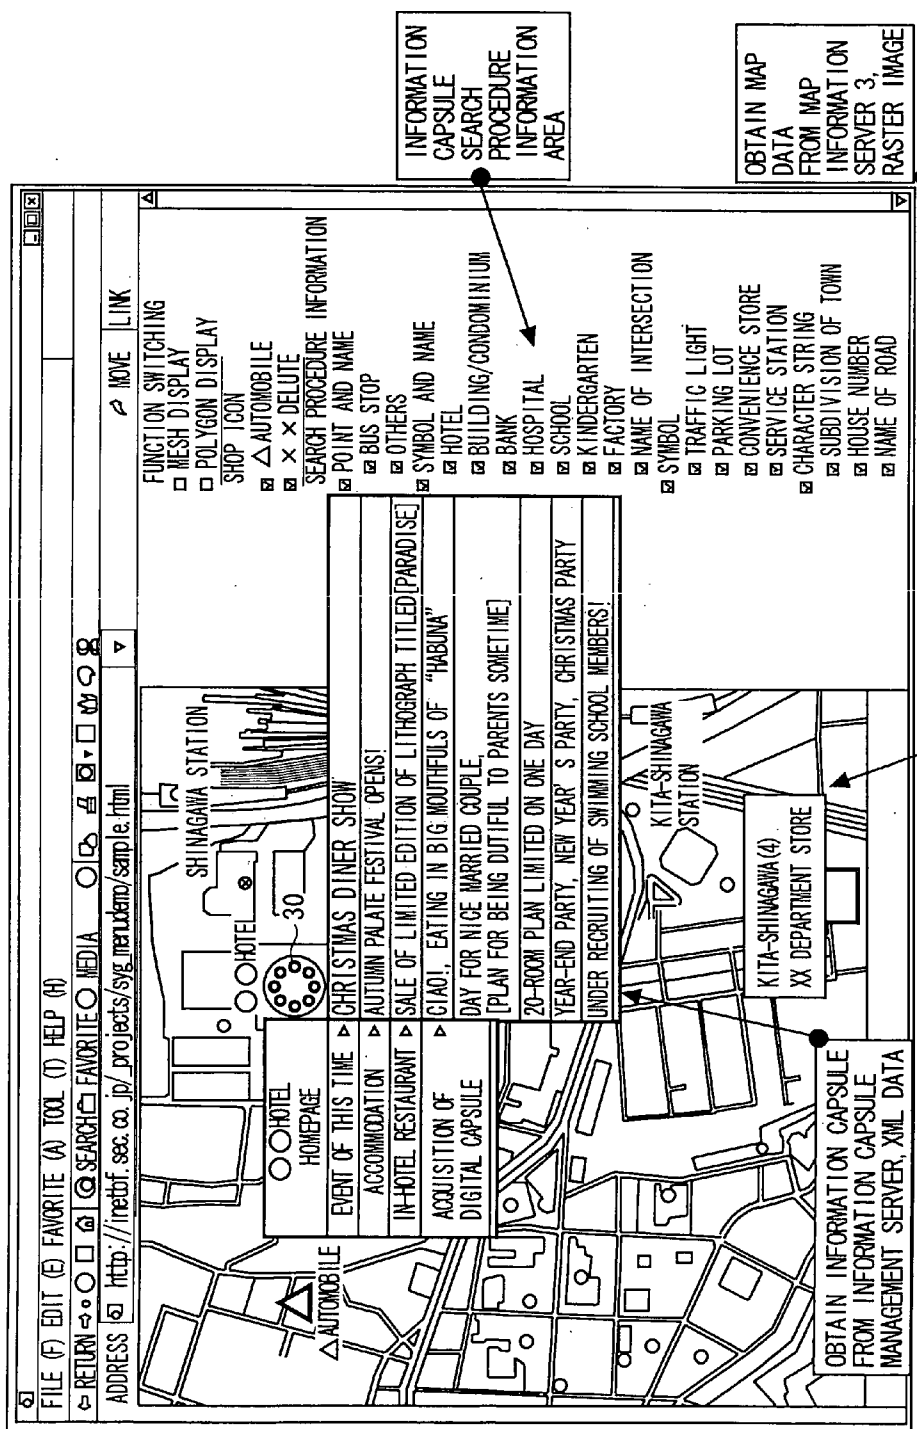 FILE (F) EDIT (E) FAVORITE (A) TOOL (T) HELP (H)
RETURN SEARCH FAVORITE MEDIA
ADDRESS http://inetbf.sec.co.jp/_projects/syg_menudemo/sample.html
MOVE LINK
SHINAGAWA STATION
HOTEL
30
AUTOMOBILE
HOTEL
HOMEPAGE
EVENT OF THIS TIME
ACCOMMODATION
IN-HOTEL RESTAURANT
ACQUISITION OF
DIGITAL CAPSULE
CHRISTMAS DINER SHOW
AUTUMN PALATE FESTIVAL OPENS!
SALE OF LIMITED EDITION OF LITHOGRAPH TITLED[PARADISE]
CIAO!, EATING IN BIG MOUTHFULS OF "HABUNA"
DAY FOR NICE MARRIED COUPLE,
[PLAN FOR BEING DUTIFUL TO PARENTS SOMETIME]
20-ROOM PLAN LIMITED ON ONE DAY
YEAR-END PARTY, NEW YEAR' S PARTY, CHRISTMAS PARTY
UNDER RECRUITING OF SWIMMING SCHOOL MEMBERS!
KITA-SHINAGAWA
STATION
KITA-SHINAGAWA(4)
XX DEPARTMENT STORE
FUNCTION SWITCHING
MESH DISPLAY
POLYGON DISPLAY
SHOP ICON
△AUTOMOBILE
×× DELUTE
SEARCH PROCEDURE INFORMATION
POINT AND NAME
BUS STOP
OTHERS
SYMBOL AND NAME
HOTEL
BUILDING/CONDOMINIUM
BANK
HOSPITAL
SCHOOL
KINDERGARTEN
FACTORY
NAME OF INTERSECTION
SYMBOL
TRAFFIC LIGHT
PARKING LOT
CONVENIENCE STORE
SERVICE STATION
CHARACTER STRING
SUBDIVISION OF TOWN
HOUSE NUMBER
NAME OF ROAD
INFORMATION
CAPSULE
SEARCH
PROCEDURE
INFORMATION
AREA
OBTAIN MAP
DATA
FROM MAP
INFORMATION
SERVER 3,
RASTER IMAGE
OBTAIN INFORMATION CAPSULE
FROM INFORMATION CAPSULE
MANAGEMENT SERVER, XML DATA